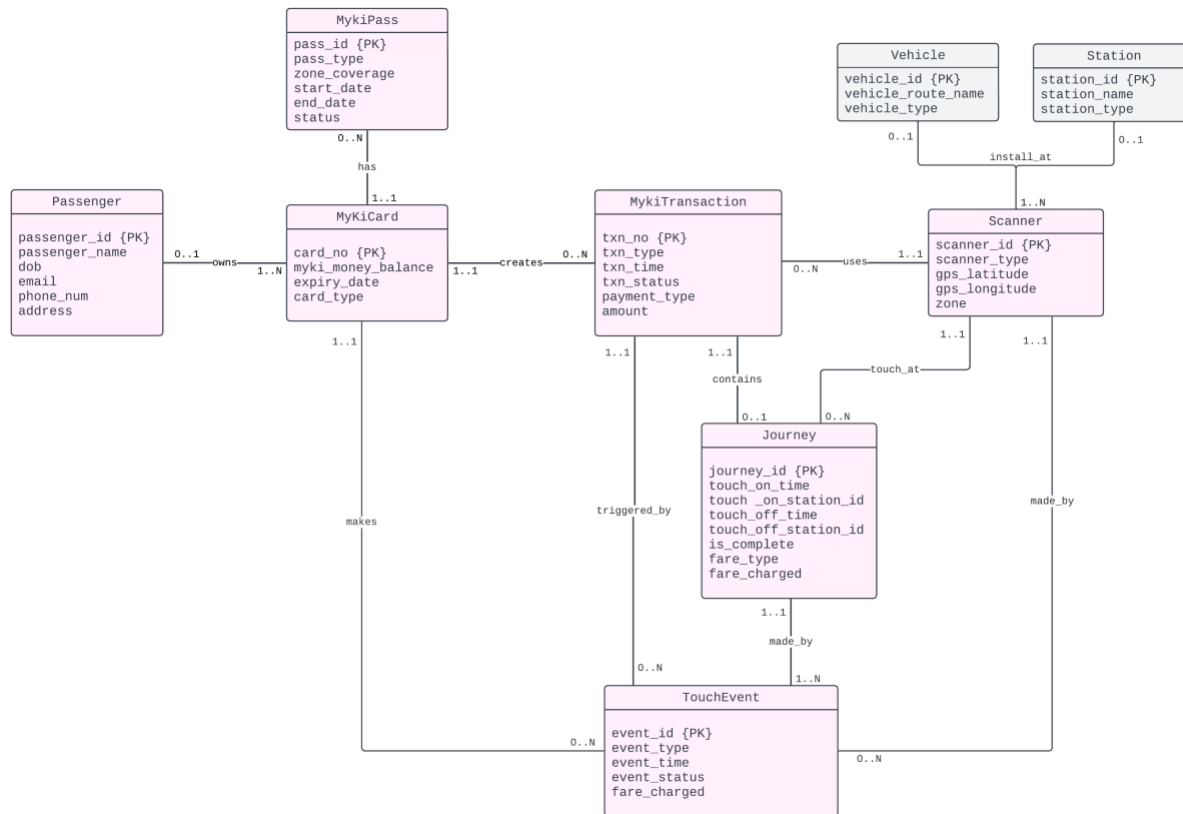 MykiPass
pass_id {PK}
pass_type
zone_coverage
start_date
end_date
status
Vehicle
vehicle_id {PK}
vehicle_route_name
vehicle_type
Station
station_id {PK}
station_name
station_type
0..N
has
1..1
0..1
0..1
install_at
1..N
Passenger
passenger_id {PK}
passenger_name
dob
email
phone_num
address
0..1
owns
1..N
MyKiCard
card_no {PK}
myki_money_balance
expiry_date
card_type
1..1
creates
0..N
MykiTransaction
txn_no {PK}
txn_type
txn_time
txn_status
payment_type
amount
0..N
uses
1..1
Scanner
scanner_id {PK}
scanner_type
gps_latitude
gps_longitude
zone
1..1
1..1
1..1
1..1
1..1
contains
touch_at
0..1
0..N
Journey
journey_id {PK}
touch_on_time
touch _on_station_id
touch_off_time
touch_off_station_id
is_complete
fare_type
fare_charged
makes
triggered_by
made_by
1..1
made_by
0..N
1..N
TouchEvent
event_id {PK}
event_type
event_time
event_status
fare_charged
0..N
0..N